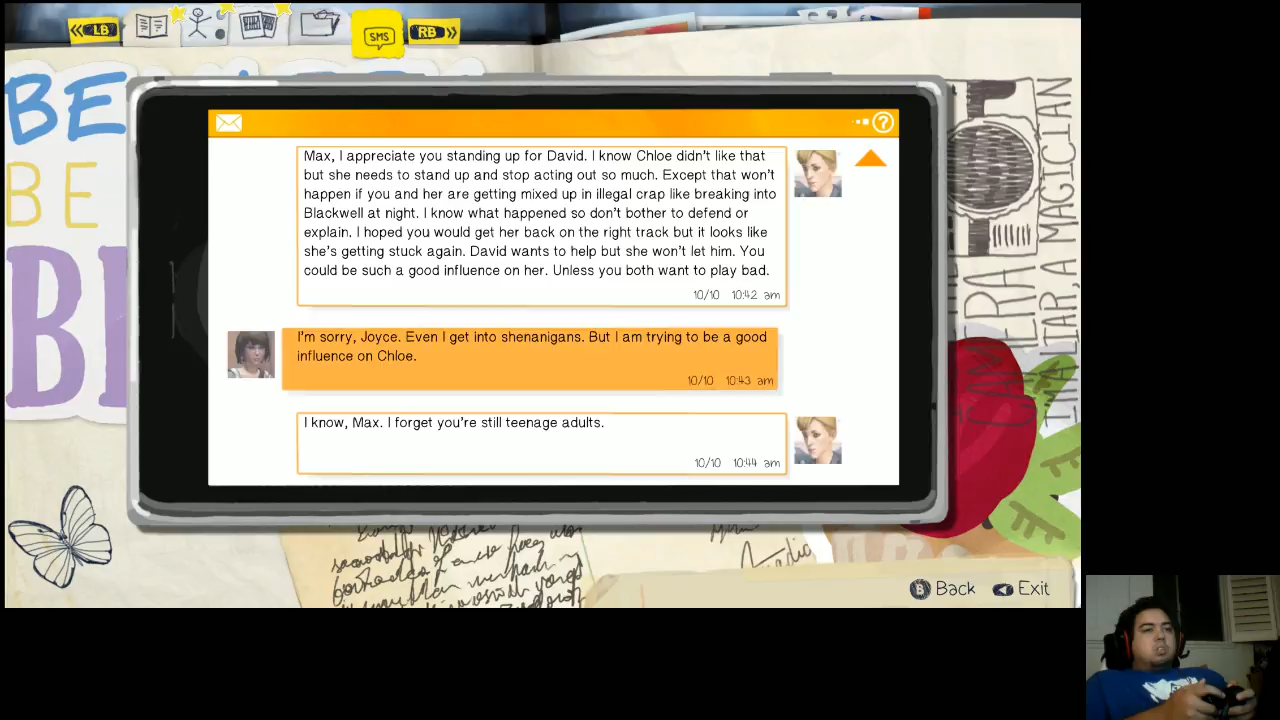 LB
SMS
RB
BE
BE
Max, I appreciate you standing up for David. I know Chloe didn't like that
but she needs to stand up and stop acting out so much. Except that won't
happen if you and her are getting mixed up in illegal crap like breaking into
Blackwell at night. I know what happened so don't bother to defend or
explain. I hoped you would get her back on the right track but it looks like
she's getting stuck again. David wants to help but she won't let him. You
could be such a good influence on her. Unless you both want to play bad.
10/10 10:42 am
I'm sorry, Joyce. Even I get into shenanigans. But I am trying to be a good
influence on Chloe.
10/10 10:43 am
I know, Max. I forget you're still teenage adults.
10/10 10:44 am
B Back
Exit